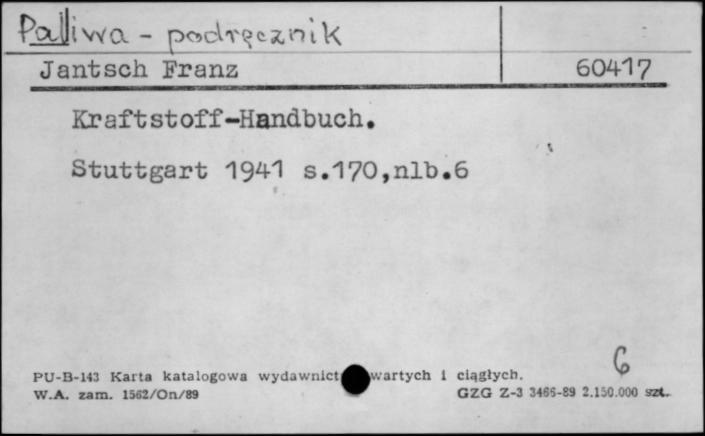 Paliwa - podręcznik
Jantsch Franz 60417
Kraftstoff-Handbuch.
Stuttgart 1941 s.170,nlb.6
6
PU-B-143 Karta katalogowa wydawnict wartych i ciągłych.
W.A. zam. 1562/On/89 GZG Z-3 3466-89 2.150.000 szt.